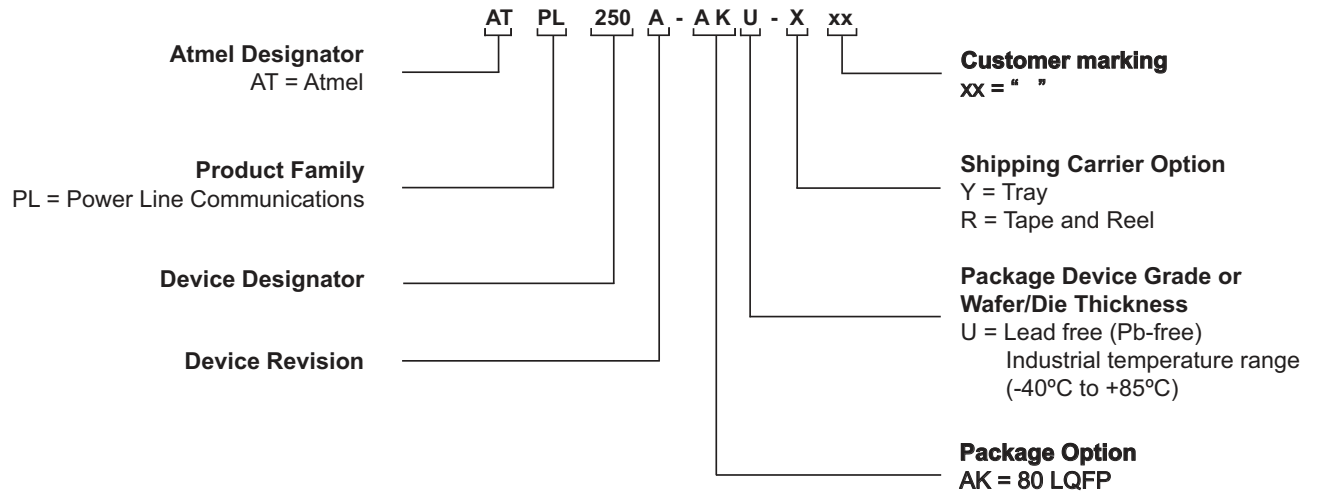 AT PL 250 A - AK U - X xx
Atmel Designator
AT = Atmel
Product Family
PL = Power Line Communications
Device Designator
Device Revision
Customer marking
xx = “ ”
Shipping Carrier Option
Y = Tray
R = Tape and Reel
Package Device Grade or
Wafer/Die Thickness
U = Lead free (Pb-free)
Industrial temperature range
(-40ºC to +85ºC)
Package Option
AK = 80 LQFP